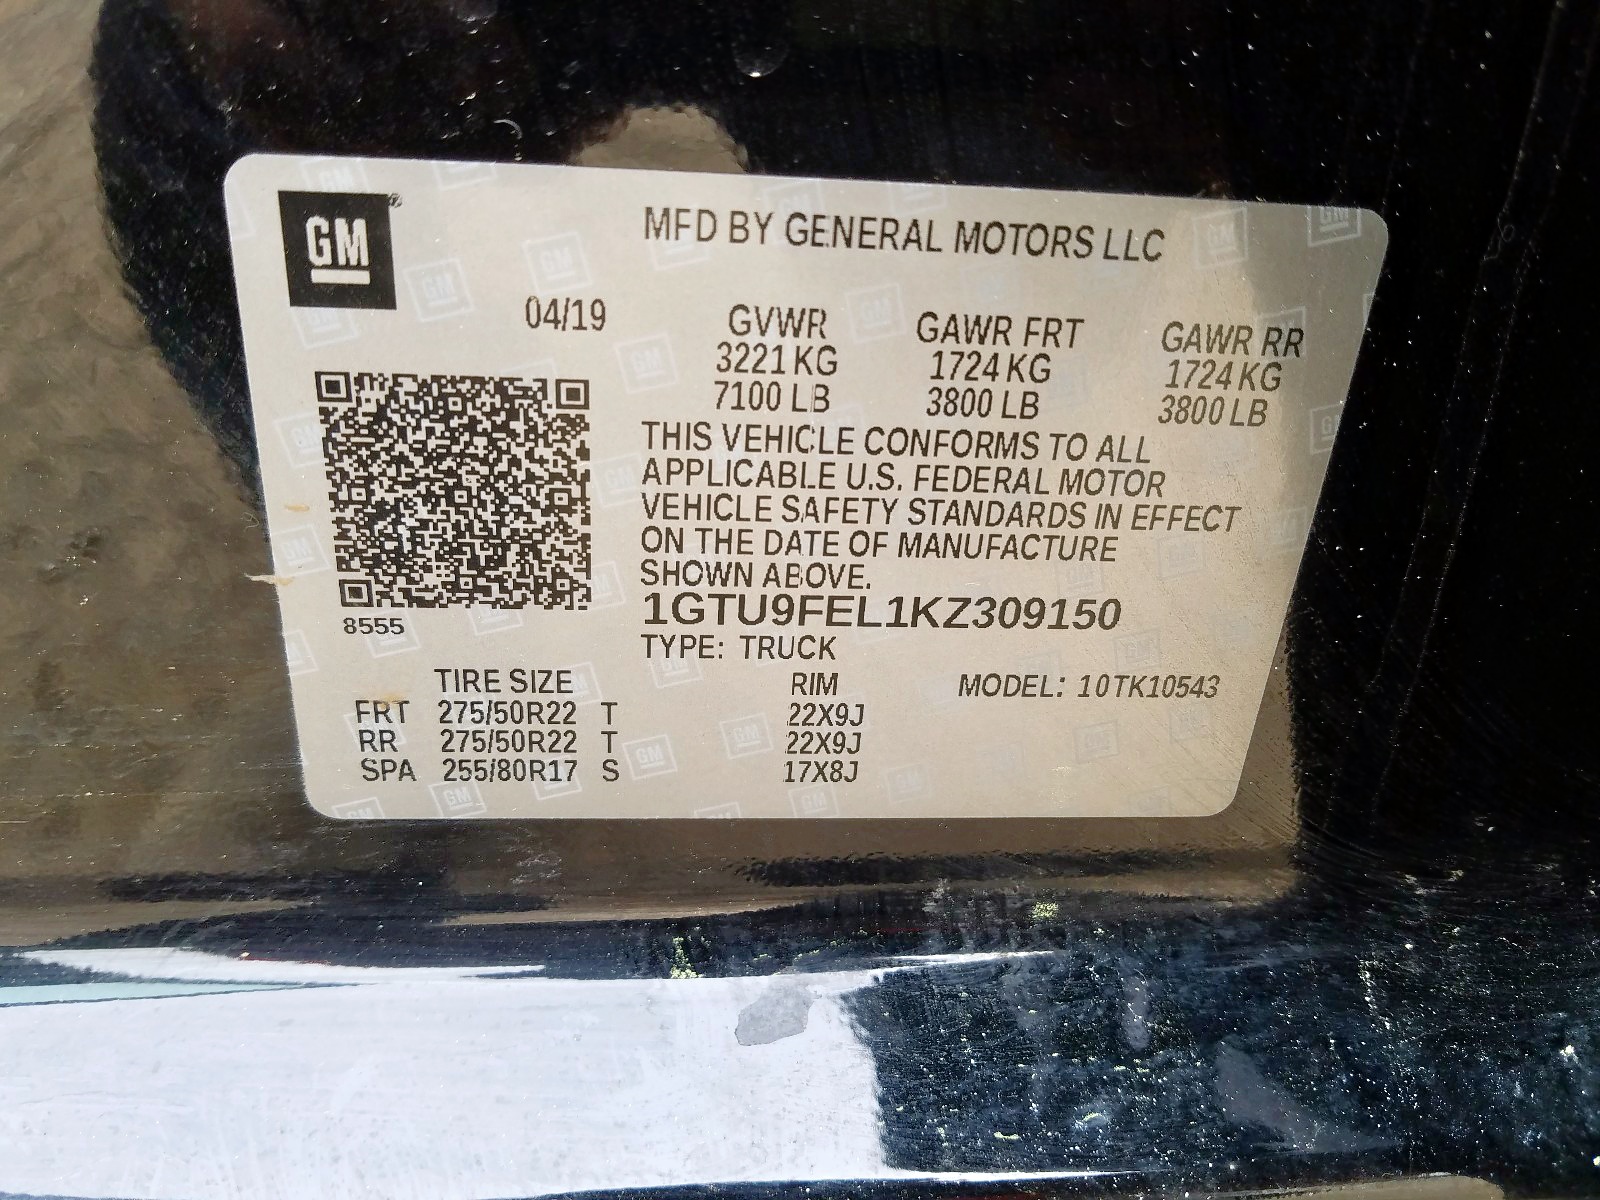 GM
MFD BY GENERAL MOTORS LLC
04/19
GVWR GAWR FRT GAWR RR
3221 KG 1724 KG 1724 KG
7100 LB 3800 LB 3800 LB
THIS VEHICLE CONFORMS TO ALL
APPLICABLE U.S. FEDERAL MOTOR
VEHICLE SAFETY STANDARDS IN EFFECT
ON THE DATE OF MANUFACTURE
SHOWN ABOVE.
1GTU9FEL1KZ309150
8555
TYPE: TRUCK
TIRE SIZE RIM MODEL: 10TK10543
FRT 275/50R22 T 22X9J
RR 275/50R22 T 22X9J
SPA 255/80R17 S 17X8J